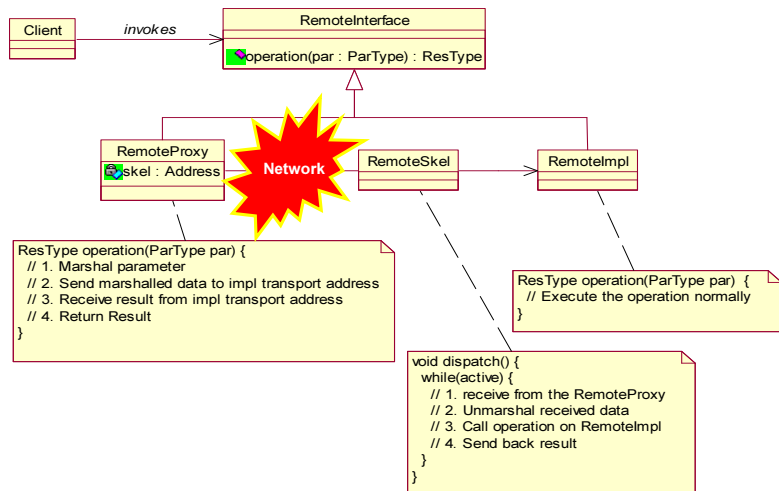 Client
invokes
RemoteInterface
operation(par : ParType) : ResType
RemoteProxy
skel : Address
Network
RemoteSkel
RemoteImpl
ResType operation(ParType par) {
// 1. Marshal parameter
// 2. Send marshalled data to impl transport address
// 3. Receive result from impl transport address
// 4. Return Result
}
ResType operation(ParType par) {
// Execute the operation normally
}
void dispatch() {
while(active) {
// 1. receive from the RemoteProxy
// 2. Unmarshal received data
// 3. Call operation on RemoteImpl
// 4. Send back result
}
}